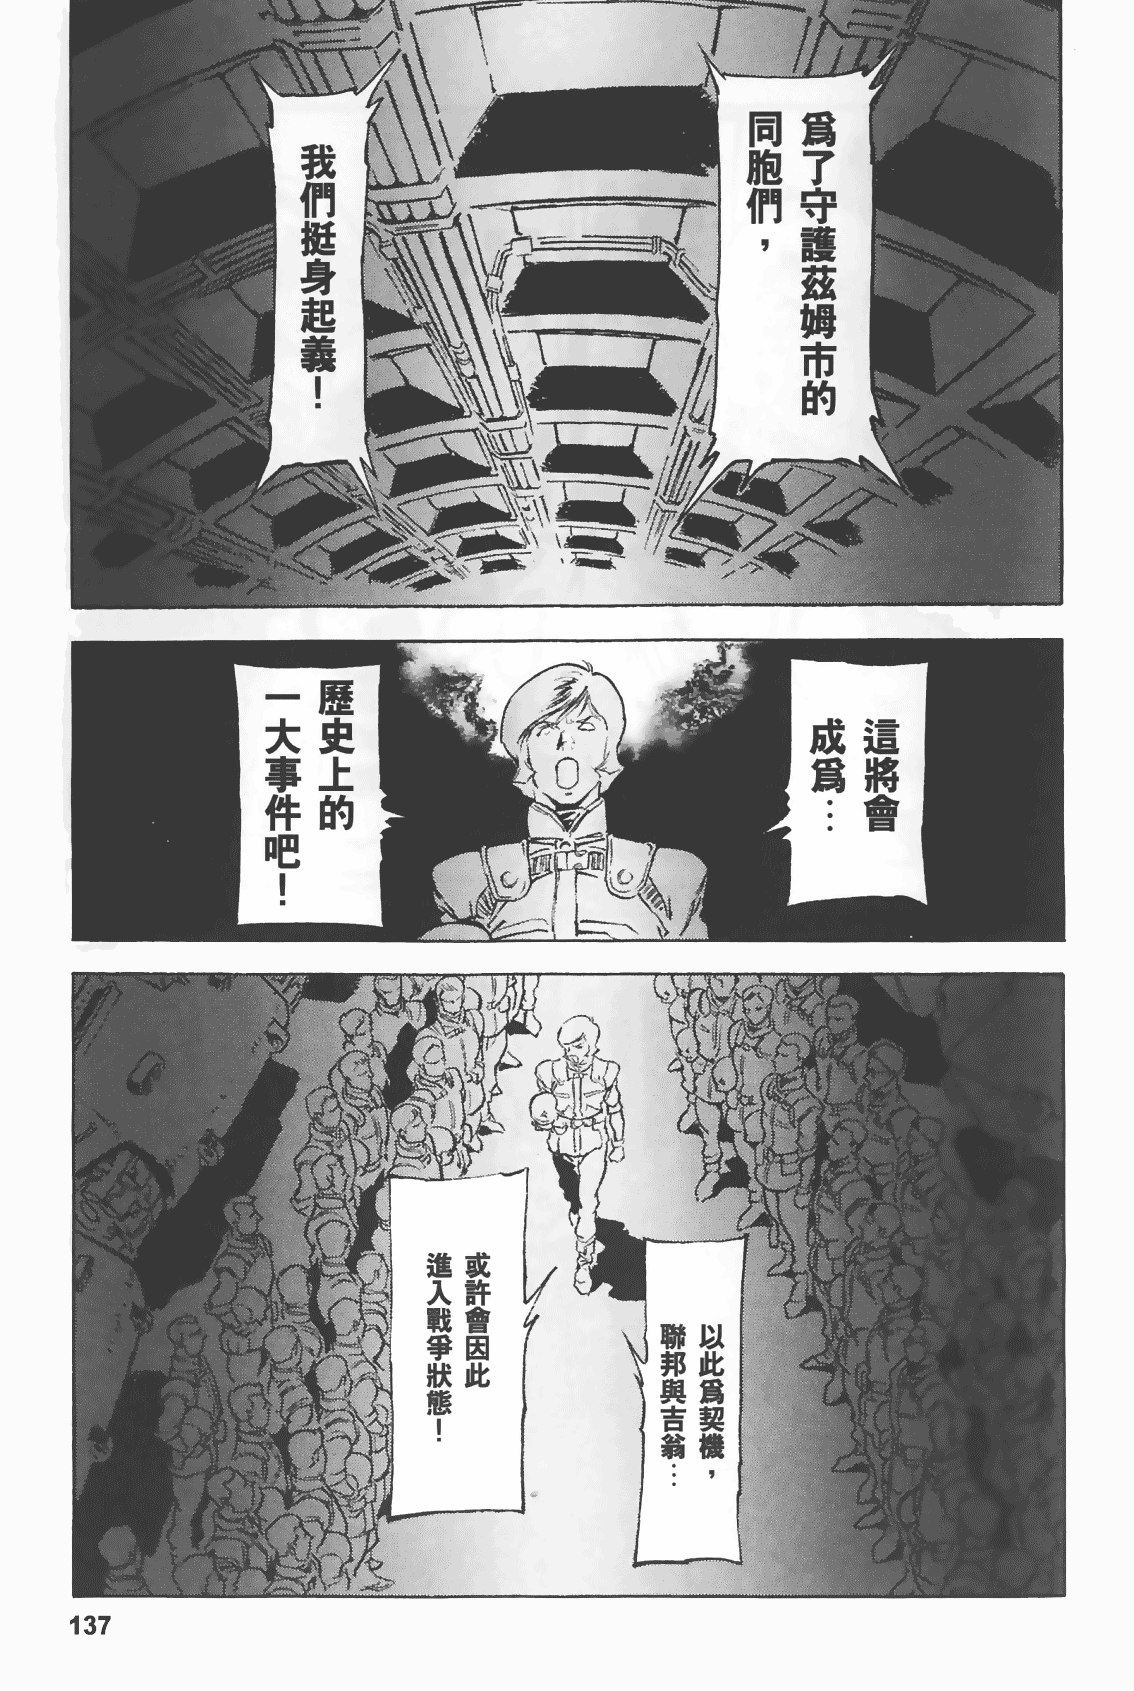 爲了守護茲姆市的
同胞們，
我們挺身起義！
這將會
成爲…
歷史上的
一大事件吧！
以此爲契機，
聯邦與吉翁…
或許會因此
進入戰爭狀態！
137